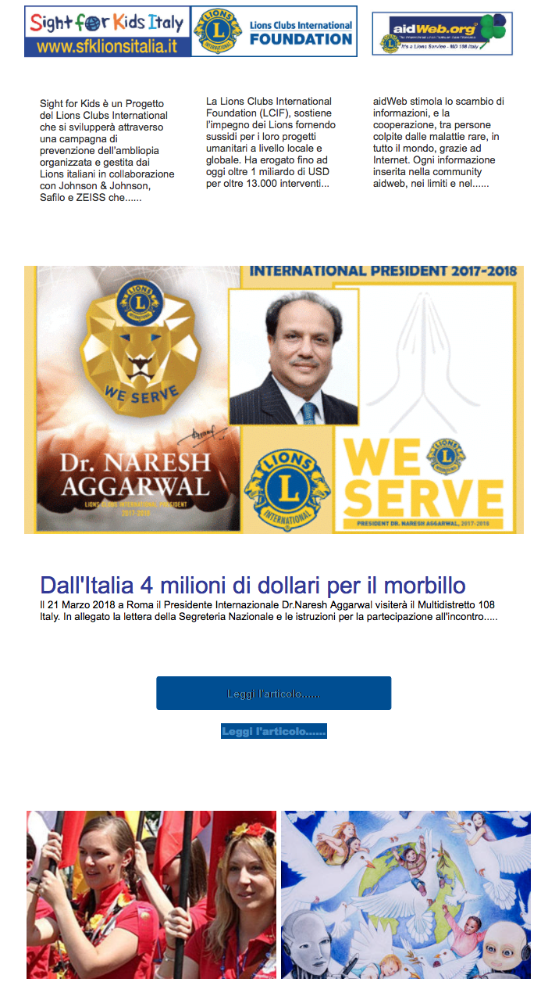 Sight for Kids Italy
www.sfklionsitalia.it
LIONS
L
INTERNATIONAL
Lions Clubs International
FOUNDATION
aidWeb.org
It's a Lions Service - MD 108 Italy
Sight for Kids è un Progetto
del Lions Clubs International
che si svilupperà attraverso
una campagna di
prevenzione dell'ambliopia
organizzata e gestita dai
Lions italiani in collaborazione
con Johnson & Johnson,
Safilo e ZEISS che......
La Lions Clubs International
Foundation (LCIF), sostiene
l'impegno dei Lions fornendo
sussidi per i loro progetti
umanitari a livello locale e
globale. Ha erogato fino ad
oggi oltre 1 miliardo di USD
per oltre 13.000 interventi...
aidWeb stimola lo scambio di
informazioni, e la
cooperazione, tra persone
colpite dalle malattie rare, in
tutto il mondo, grazie ad
Internet. Ogni informazione
inserita nella community
aidweb, nei limiti e nel......
INTERNATIONAL PRESIDENT 2017-2018
LIONS
L
INTERNATIONAL
WE SERVE
Dr. NARESH
AGGARWAL
LIONS CLUBS INTERNATIONAL PRESIDENT
2017-2018
LIONS
L
INTERNATIONAL
WE
LIONS
L
SERVE
PRESIDENT DR. NARESH AGGARWAL, 2017-2018
Dall'Italia 4 milioni di dollari per il morbillo
Il 21 Marzo 2018 a Roma il Presidente Internazionale Dr.Naresh Aggarwal visiterà il Multidistretto 108
Italy. In allegato la lettera della Segreteria Nazionale e le istruzioni per la partecipazione all'incontro.....
Leggi l'articolo......
Leggi l'articolo......